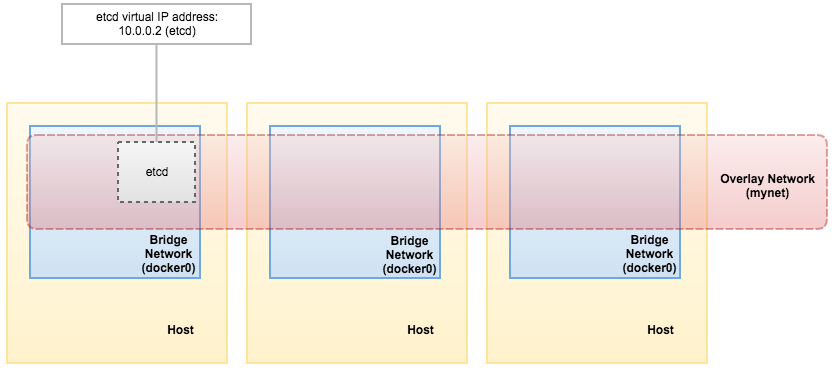 etcd virtual IP address:
10.0.0.2 (etcd)
etcd
Overlay Network
(mynet)
Bridge
Network
(docker0)
Bridge
Network
(docker0)
Bridge
Network
(docker0)
Host
Host
Host